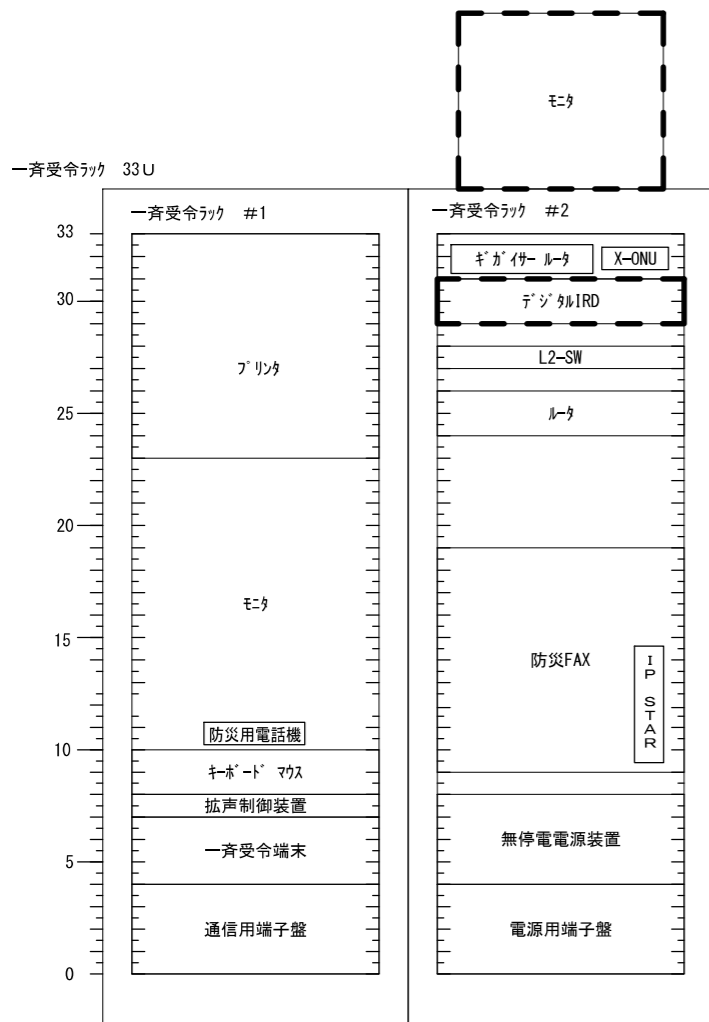 ﾓﾆﾀ
一斉受令ﾗｯｸ 33U
一斉受令ﾗｯｸ #1
一斉受令ﾗｯｸ #2
33
30
25
20
15
10
5
0
ﾌﾟﾘﾝﾀ
ﾓﾆﾀ
防災用電話機
ｷｰﾎﾞｰﾄﾞ ﾏｳｽ
拡声制御装置
一斉受令端末
通信用端子盤
ｷﾞｶﾞｲｻｰ ﾙｰﾀ
X-ONU
ﾃﾞｼﾞﾀﾙIRD
L2-SW
ﾙｰﾀ
防災FAX
IP STAR
無停電電源装置
電源用端子盤